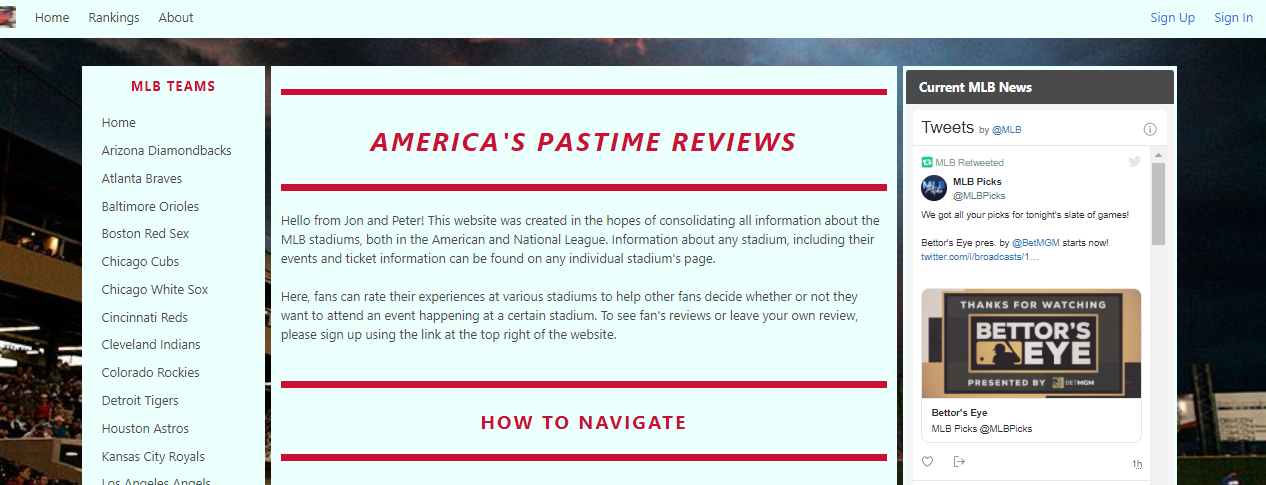 Home Rankings About Sign Up Sign In
MLB TEAMS
Home
Arizona Diamondbacks
Atlanta Braves
Baltimore Orioles
Boston Red Sex
Chicago Cubs
Chicago White Sox
Cincinnati Reds
Cleveland Indians
Colorado Rockies
Detroit Tigers
Houston Astros
Kansas City Royals
Los Angeles Angels
AMERICA'S PASTIME REVIEWS
Hello from Jon and Peter! This website was created in the hopes of consolidating all information about the
MLB stadiums, both in the American and National League. Information about any stadium, including their
events and ticket information can be found on any individual stadium's page.
Here, fans can rate their experiences at various stadiums to help other fans decide whether or not they
want to attend an event happening at a certain stadium. To see fan's reviews or leave your own review,
please sign up using the link at the top right of the website.
HOW TO NAVIGATE
Current MLB News
Tweets by @MLB
MLB Retweeted
MLB Picks
@MLBPicks
We got all your picks for tonight's slate of games!
Bettor's Eye pres. by @BetMGM starts now!
twitter.com/i/broadcasts/1…
THANKS FOR WATCHING
BETTOR'S
EYE
PRESENTED BY BETMGM
Bettor's Eye
MLB Picks @MLBPicks
1h